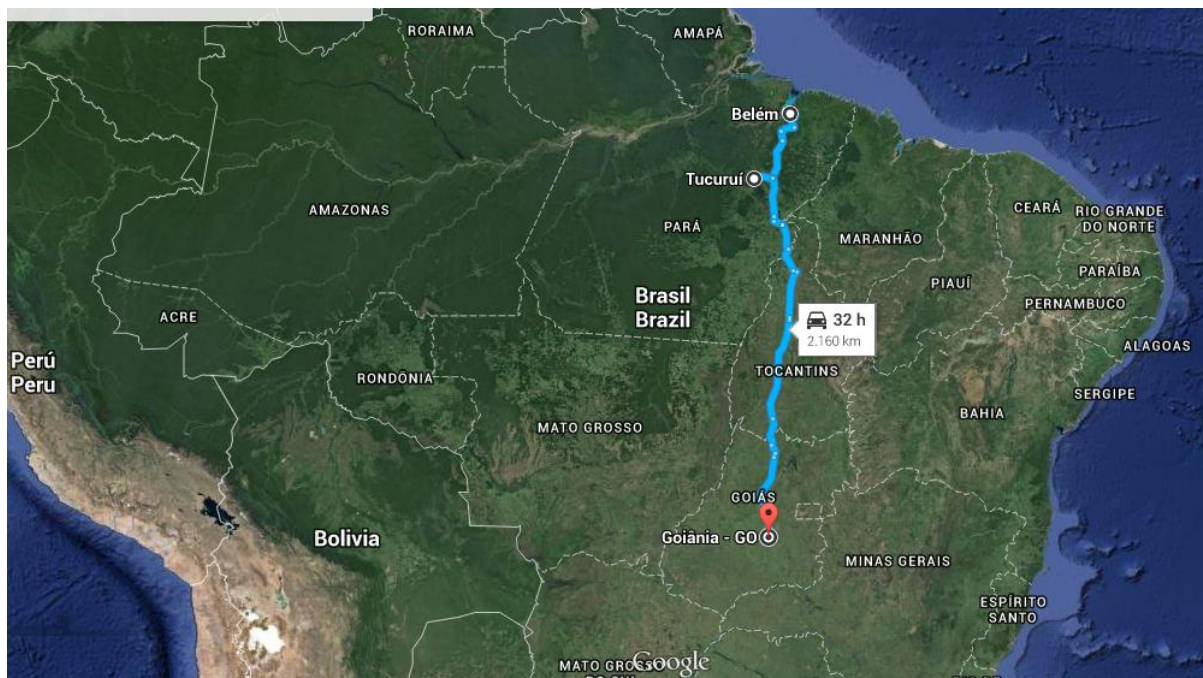 RORAIMA
AMAPÁ
Belém
Tucuruí
AMAZONAS
PARÁ
MARANHÃO
CEARÁ
RIO GRANDE
DO NORTE
PARAÍBA
PIAUÍ
PERNAMBUCO
Brasil
Brazil
ACRE
32 h
2.160 km
ALAGOAS
Perú
Peru
RONDÔNIA
TOCANTINS
SERGIPE
BAHIA
MATO GROSSO
GOIÁS
Goiânia - GO
Bolivia
MINAS GERAIS
ESPÍRITO
SANTO
MATO GROSSO
Google